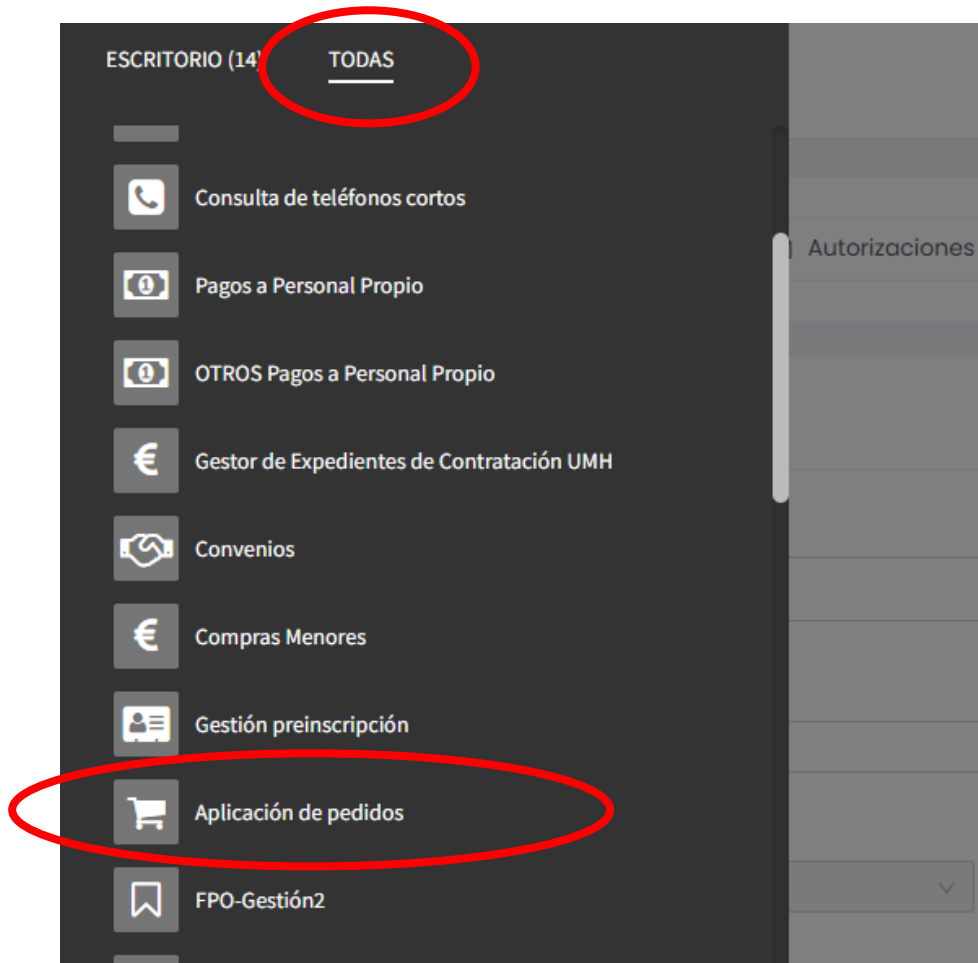 ESCRITORIO (14) TODAS
Consulta de teléfonos cortos
Autorizaciones
Pagos a Personal Propio
OTROS Pagos a Personal Propio
Gestor de Expedientes de Contratación UMH
Convenios
Compras Menores
Gestión preinscripción
Aplicación de pedidos
FPO-Gestión2